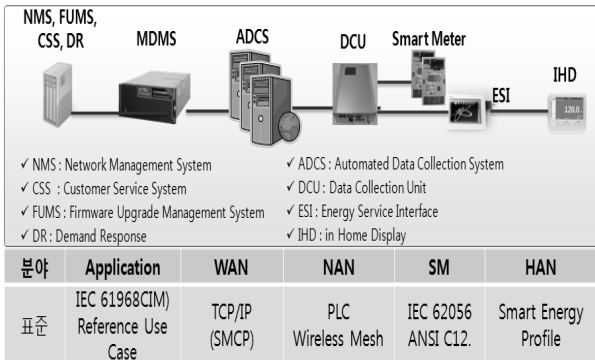 NMS, FUMS,
CSS, DR
MDMS
ADCS
DCU
Smart Meter
ESI
IHD
120.0
✓ NMS : Network Management System
✓ CSS : Customer Service System
✓ FUMS : Firmware Upgrade Management System
✓ DR : Demand Response
✓ ADCS : Automated Data Collection System
✓ DCU : Data Collection Unit
✓ ESI : Energy Service Interface
✓ IHD : in Home Display
분야 Application WAN NAN SM HAN
표준
IEC 61968CIM)
Reference Use
Case
TCP/IP
(SMCP)
PLC
Wireless Mesh
IEC 62056
ANSI C12.
Smart Energy
Profile